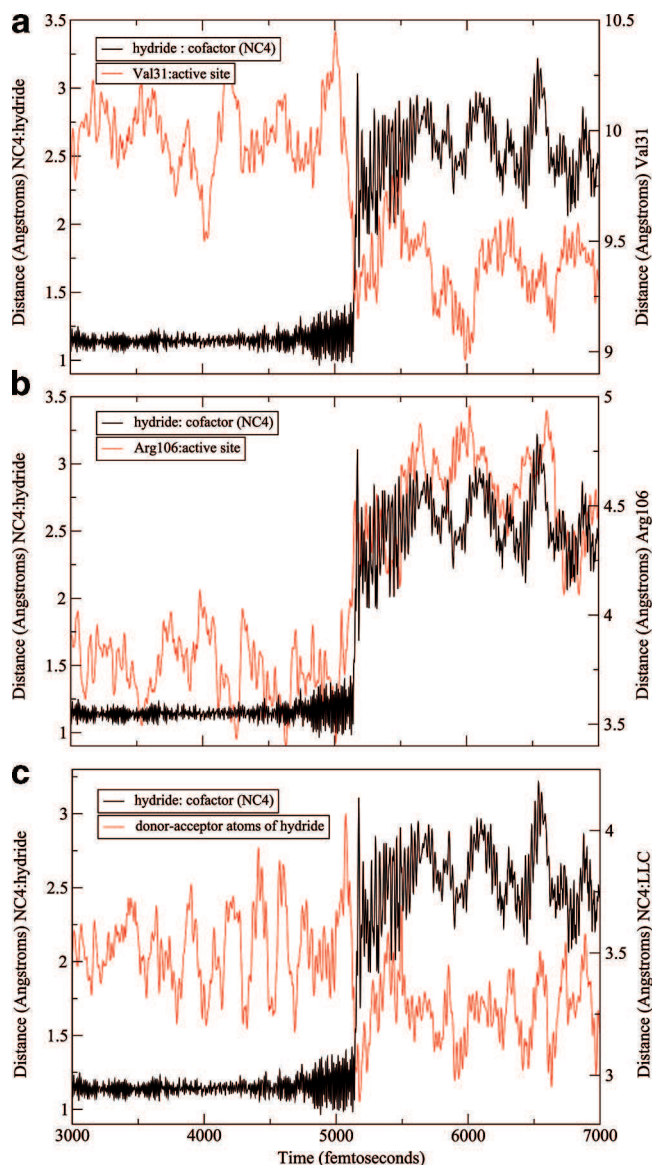 a
hydride : cofactor (NC4)
Val31:active site
Distance (Angstroms) NC4:hydride
3.5
3
2.5
2
1.5
1
10.5
10
9.5
9
Distance (Angstroms) Val31
b
hydride: cofactor (NC4)
Arg106:active site
Distance (Angstroms) NC4:hydride
3.5
3
2.5
2
1.5
1
5
4.5
4
3.5
Distance (Angstroms) Arg106
c
hydride: cofactor (NC4)
donor-acceptor atoms of hydride
Distance (Angstroms) NC4:hydride
3
2.5
2
1.5
1
4
3.5
3
Distance (Angstroms) NC4:LLC
3000
4000
5000
6000
7000
Time (femtoseconds)